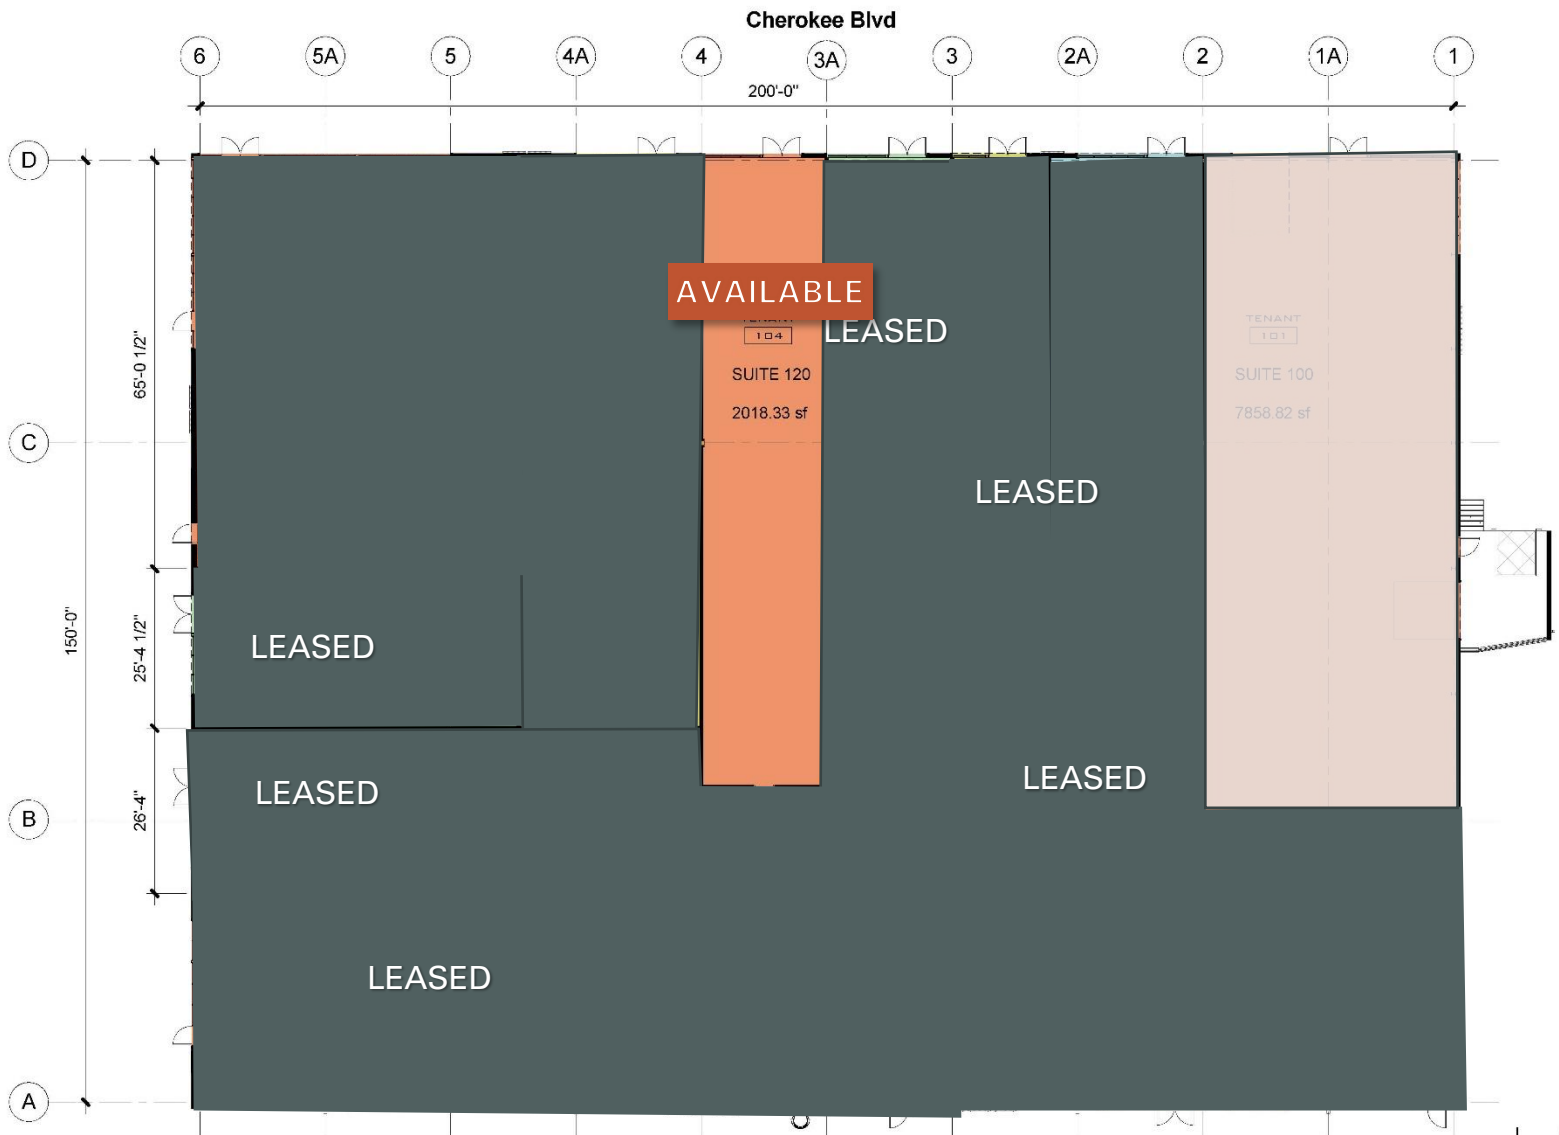 Cherokee Blvd
6 5A 5 4A 4 3A 3 2A 2 1A 1
200'-0"
D
AVAILABLE
TENANT
104
SUITE 120
2018.33 sf
LEASED
TENANT
101
SUITE 100
7858.82 sf
65'-0 1/2"
C
LEASED
150'-0"
25'-4 1/2"
LEASED
LEASED
26'-4"
LEASED
B
LEASED
A